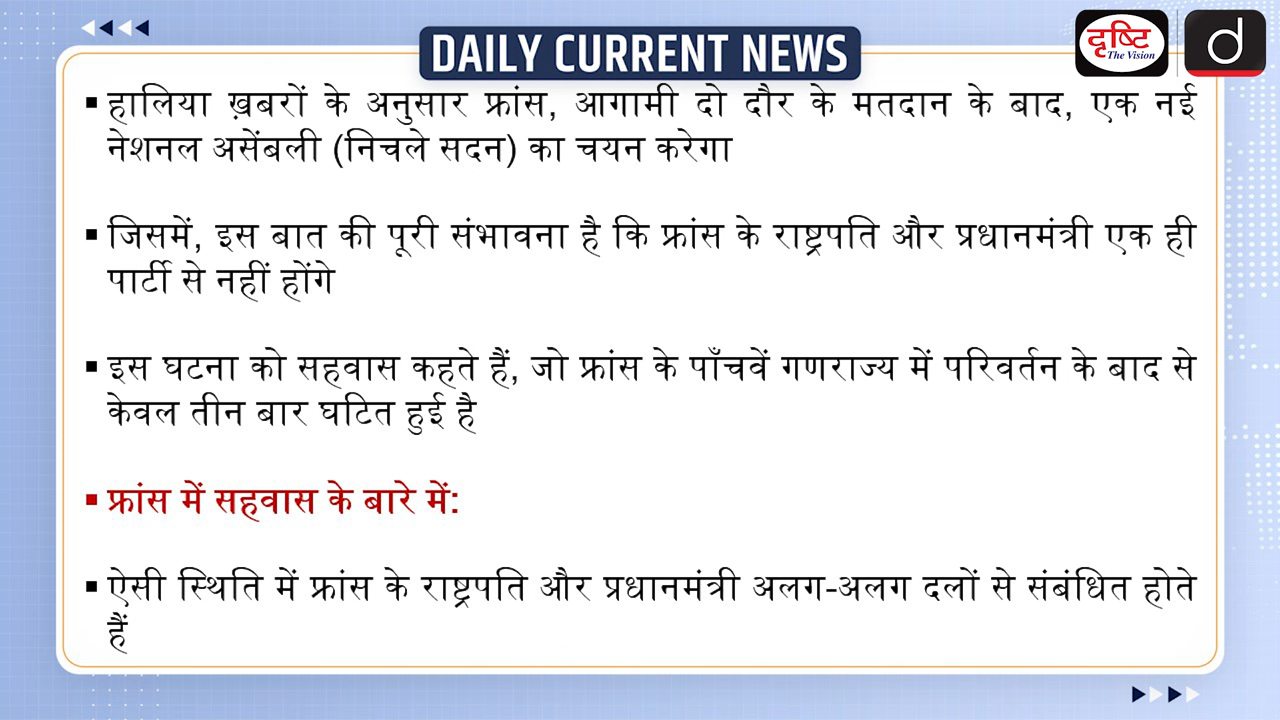 दृष्टि
The Vision
d
DAILY CURRENT NEWS
▪ हालिया ख़बरों के अनुसार फ्रांस, आगामी दो दौर के मतदान के बाद, एक नई
नेशनल असेंबली (निचले सदन) का चयन करेगा
▪ जिसमें, इस बात की पूरी संभावना है कि फ्रांस के राष्ट्रपति और प्रधानमंत्री एक ही
पार्टी से नहीं होंगे
▪ इस घटना को सहवास कहते हैं, जो फ्रांस के पाँचवें गणराज्य में परिवर्तन के बाद से
केवल तीन बार घटित हुई है
▪ फ्रांस में सहवास के बारे में:
▪ ऐसी स्थिति में फ्रांस के राष्ट्रपति और प्रधानमंत्री अलग-अलग दलों से संबंधित होते
हैं